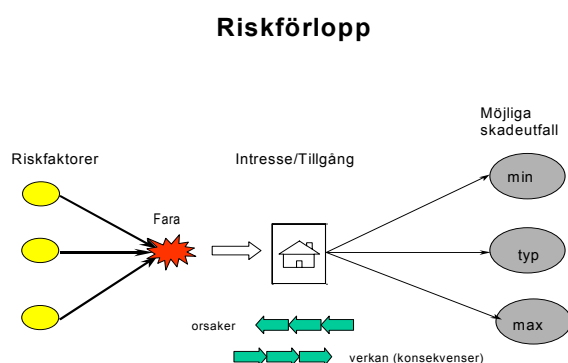 Riskförlopp
Möjliga
skadeutfall
Riskfaktorer
Intresse/Tillgång
min
Fara
typ
orsaker
max
verkan (konsekvenser)